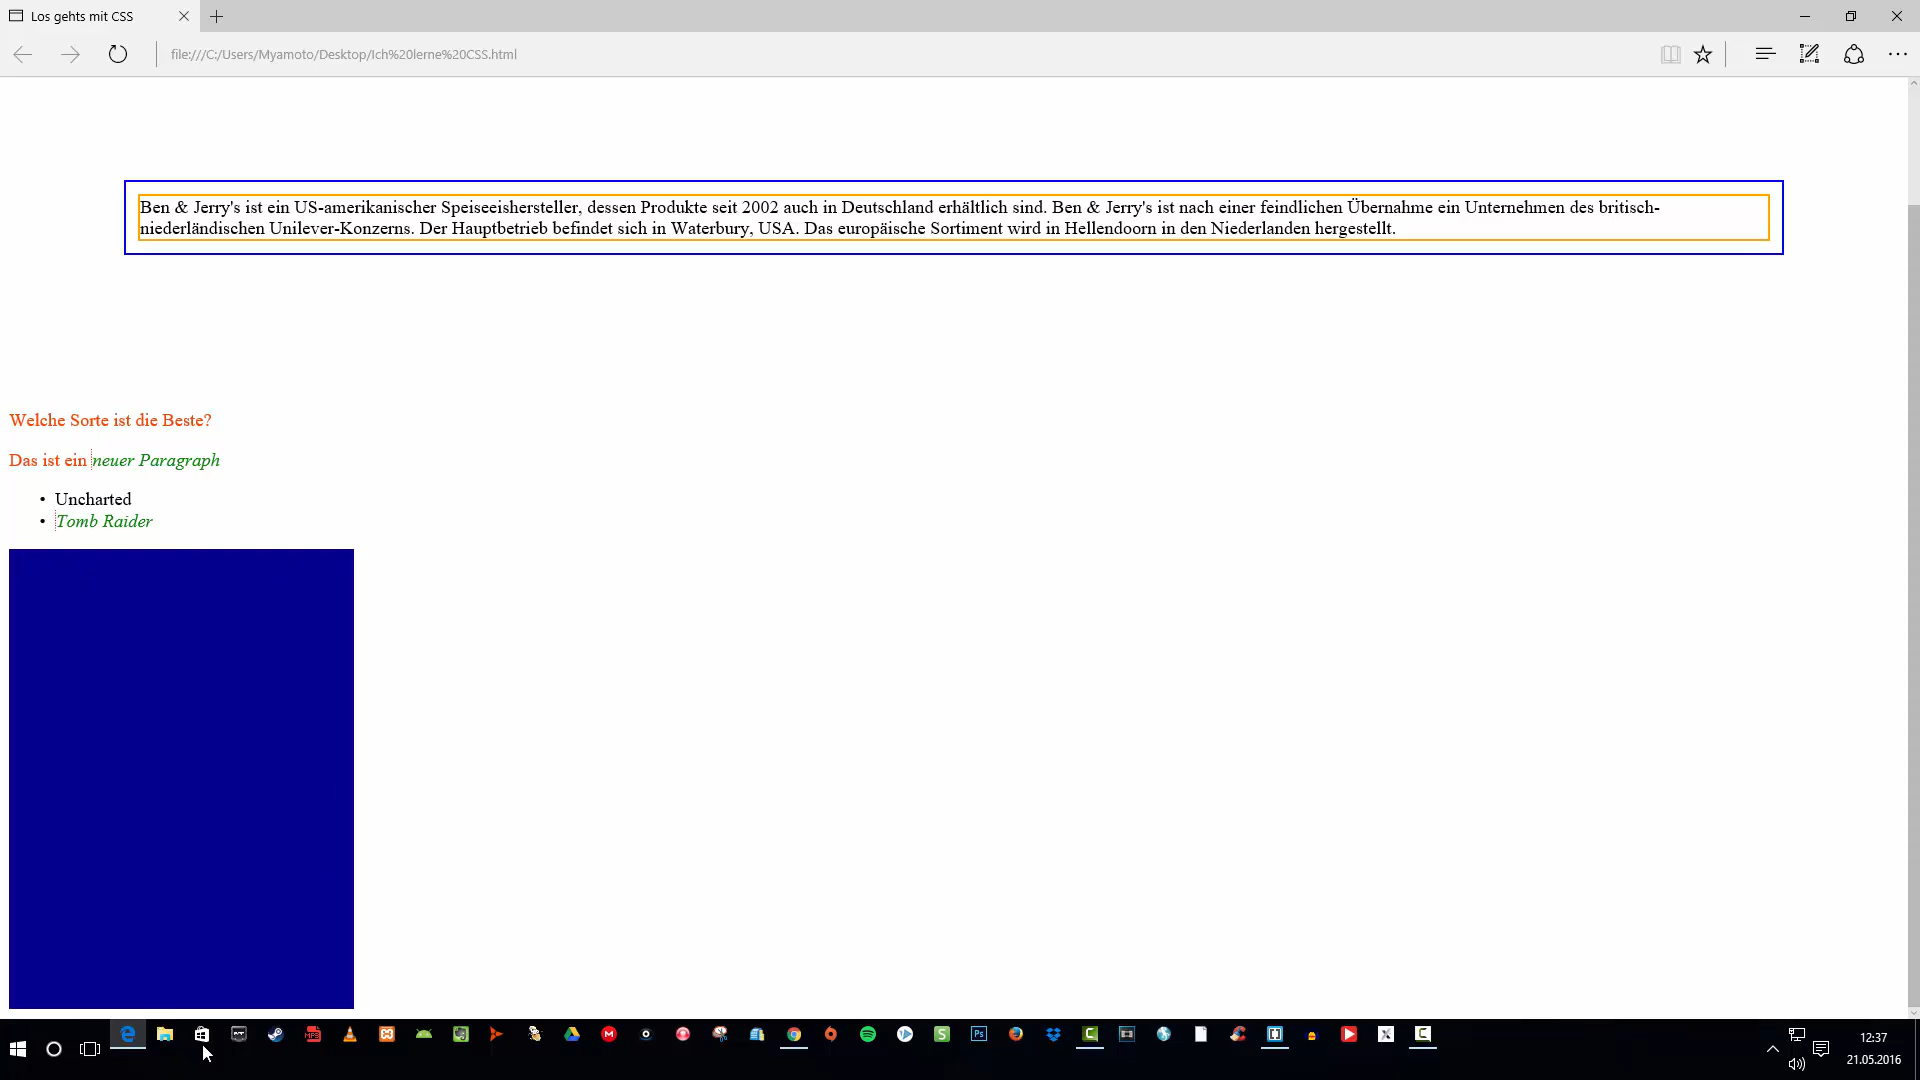 Los gehts mit CSS
file:///C:/Users/Myamoto/Desktop/Ich%20lerne%20CSS.html
Ben & Jerry's ist ein US-amerikanischer Speiseeishersteller, dessen Produkte seit 2002 auch in Deutschland erhältlich sind. Ben & Jerry's ist nach einer feindlichen Übernahme ein Unternehmen des britisch-
niederländischen Unilever-Konzerns. Der Hauptbetrieb befindet sich in Waterbury, USA. Das europäische Sortiment wird in Hellendoorn in den Niederlanden hergestellt.
Welche Sorte ist die Beste?
Das ist ein neuer Paragraph
• Uncharted
• Tomb Raider
12:37
21.05.2016